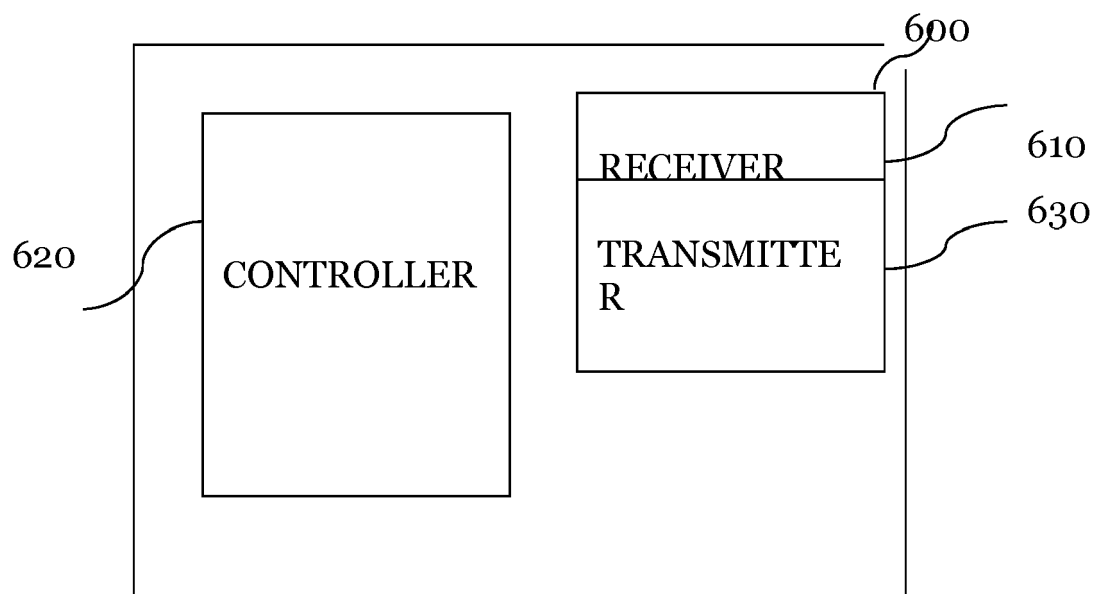 600
RECEIVER
610
630
620
CONTROLLER
TRANSMITTE
R